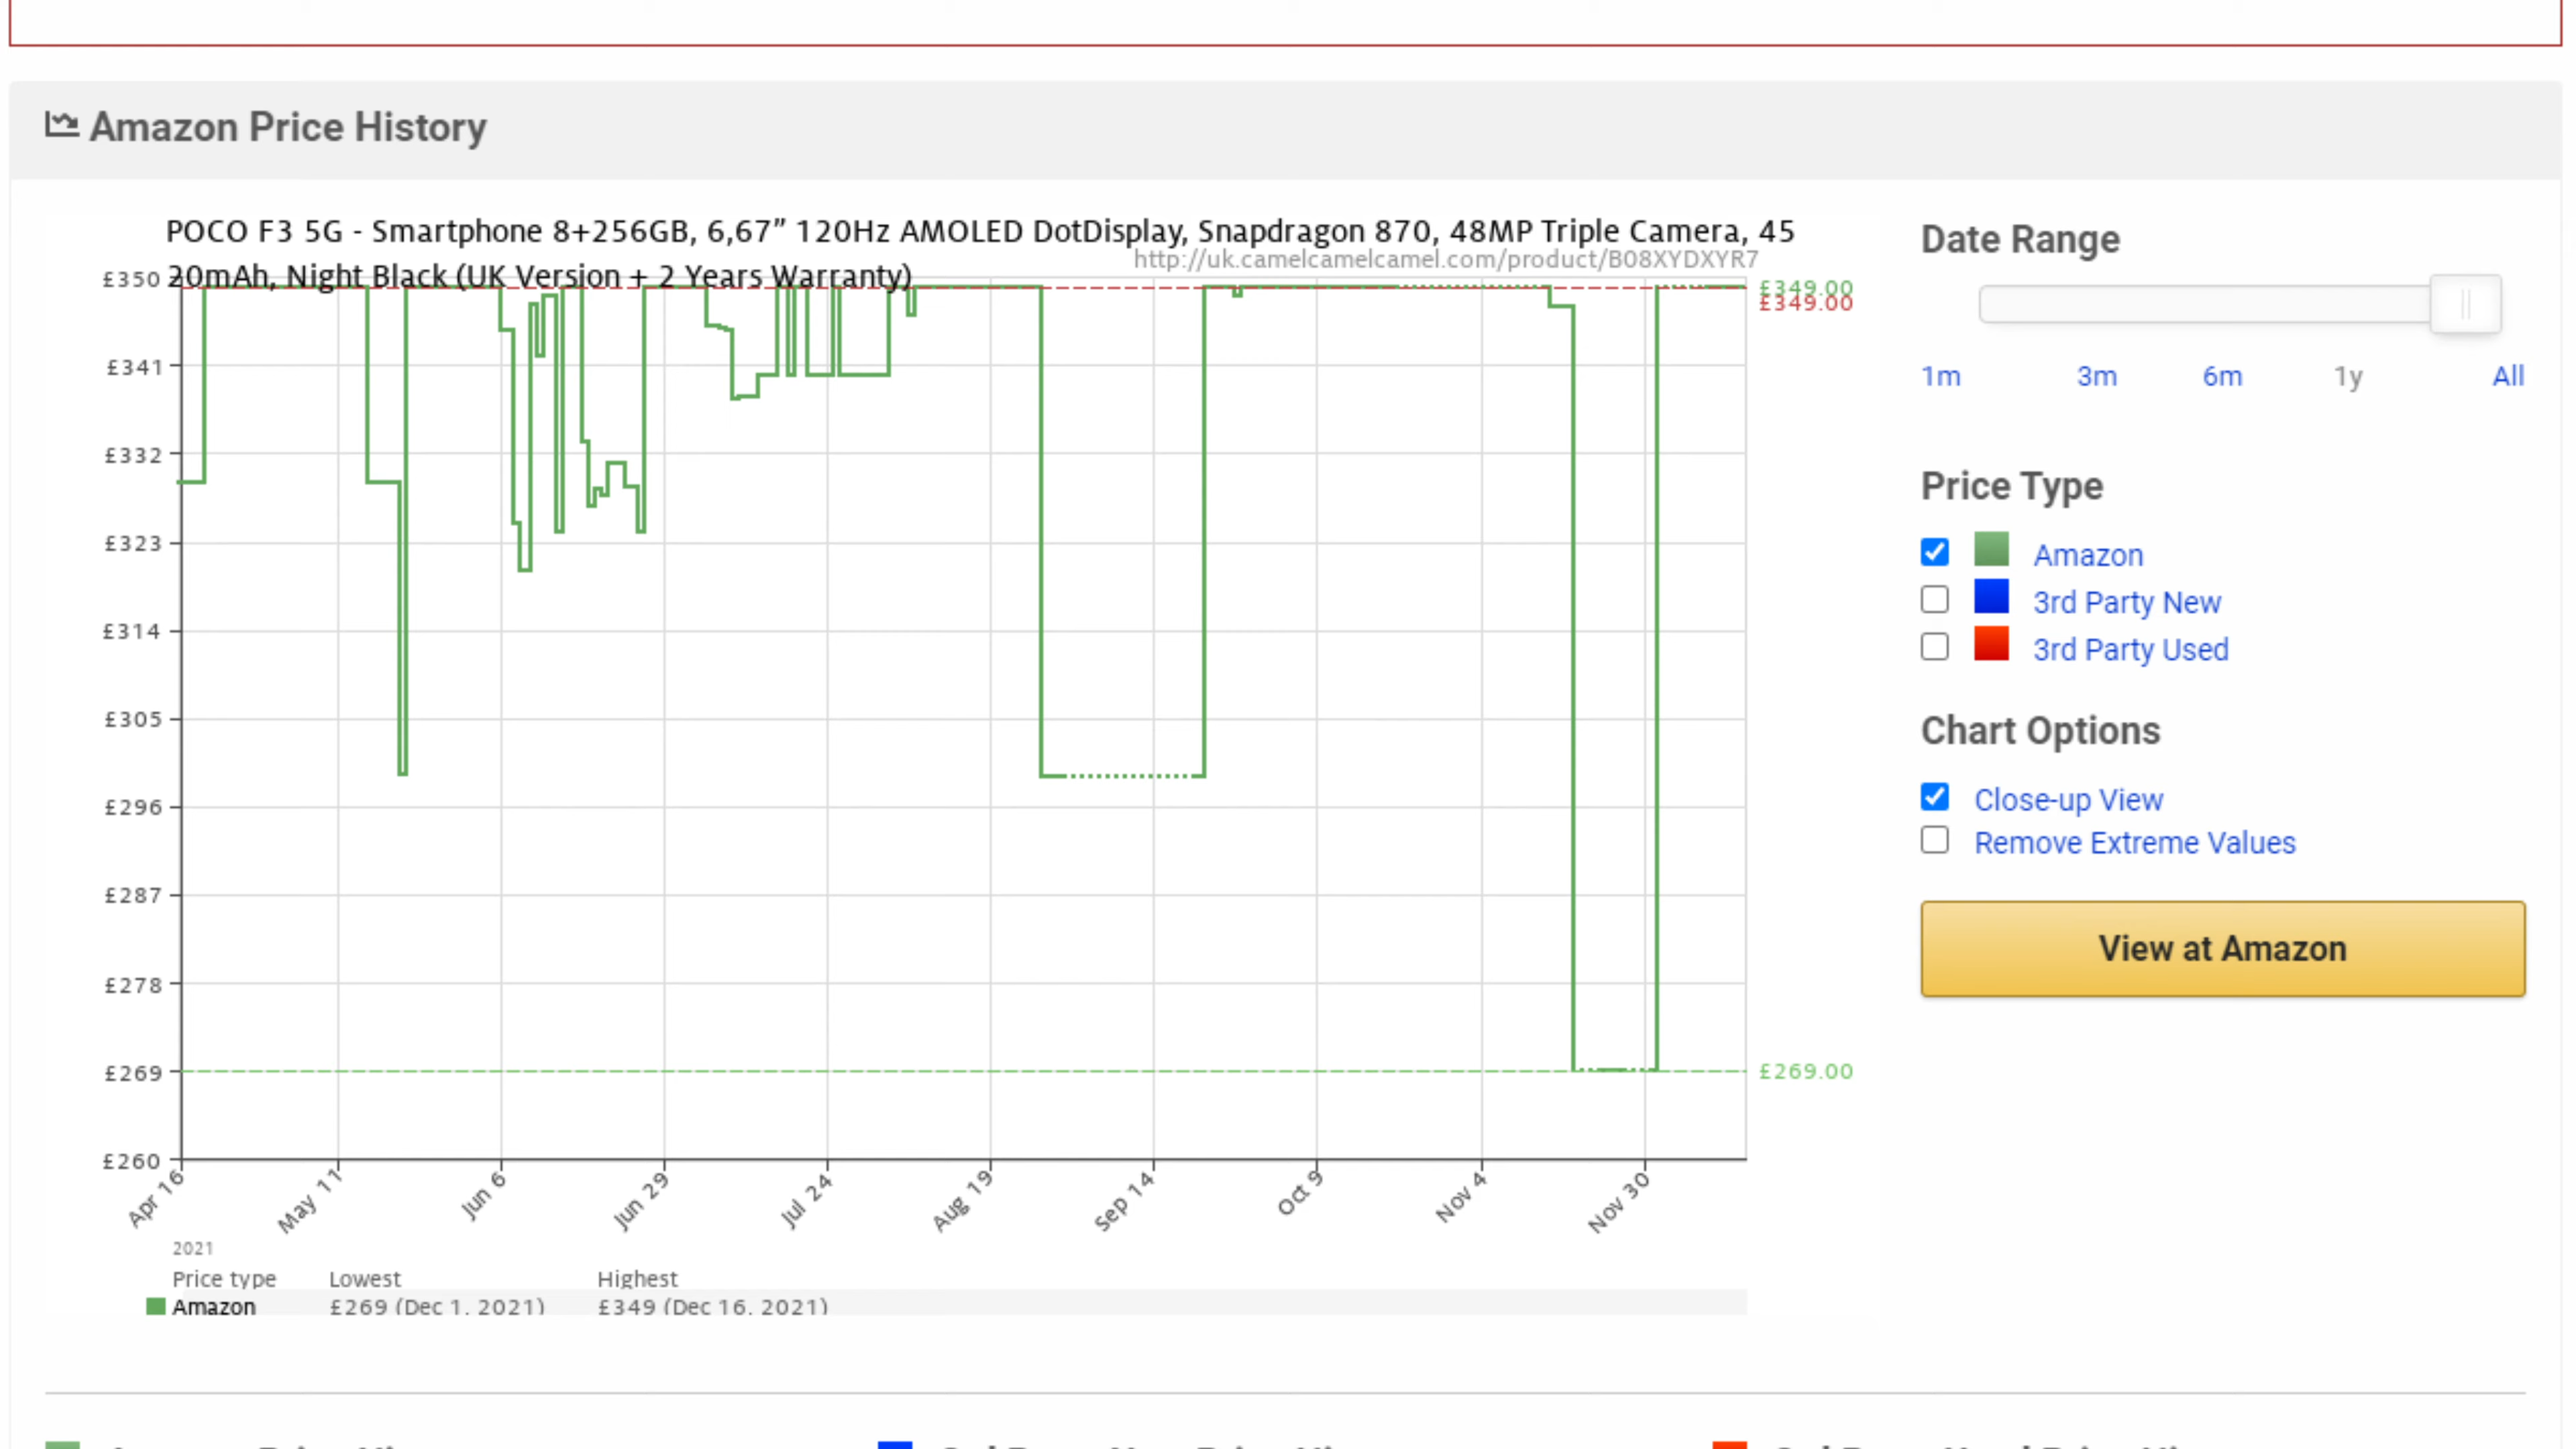 Amazon Price History
POCO F3 5G - Smartphone 8+256GB, 6,67” 120Hz AMOLED DotDisplay, Snapdragon 870, 48MP Triple Camera, 45
20mAh, Night Black (UK Version + 2 Years Warranty)
http://uk.camelcamelcamel.com/product/B08XYDXYR7
£350
£341
£332
£323
£314
£305
£296
£287
£278
£269
£260
£349.00
£349.00
£269.00
Apr 16
May 11
Jun 6
Jun 29
Jul 24
Aug 19
Sep 14
Oct 9
Nov 4
Nov 30
2021
Price type Lowest Highest
Amazon £269 (Dec 1, 2021) £349 (Dec 16, 2021)
Date Range
1m 3m 6m 1y All
Price Type
Amazon
3rd Party New
3rd Party Used
Chart Options
Close-up View
Remove Extreme Values
View at Amazon